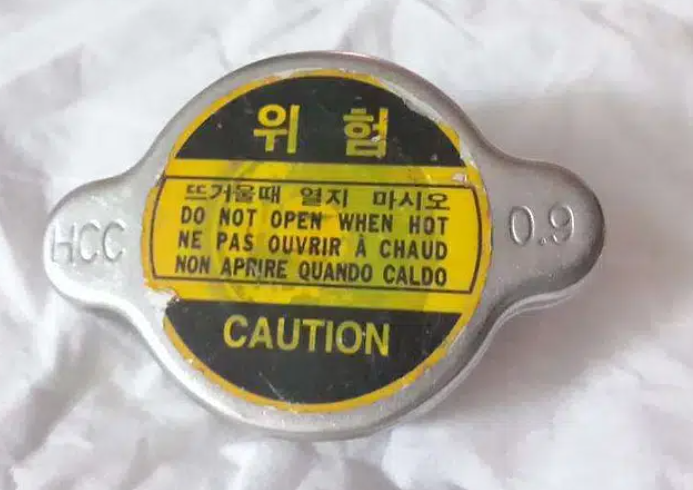 위 험
뜨거울때 열지 마시오
DO NOT OPEN WHEN HOT
NE PAS OUVRIR À CHAUD
NON APRIRE QUANDO CALDO
CAUTION
HCC
0.9